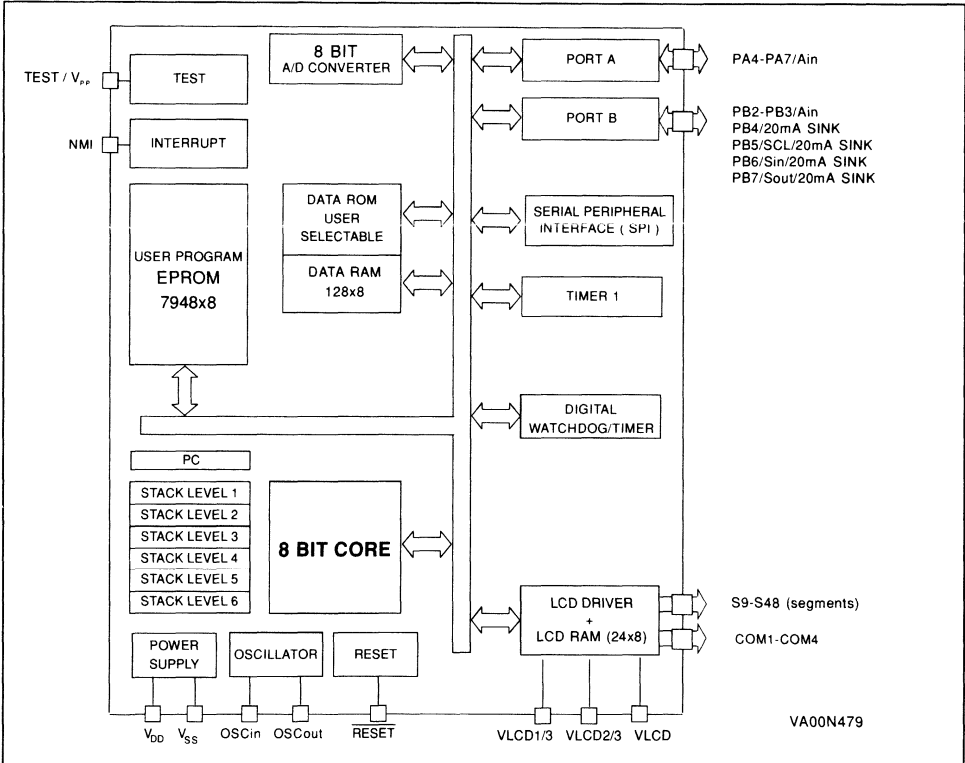 8 BIT
A/D CONVERTER
PORT A
PA4-PA7/Ain
TEST / VPP
TEST
PORT B
PB2-PB3/Ain
PB4/20mA SINK
PB5/SCL/20mA SINK
PB6/Sin/20mA SINK
PB7/Sout/20mA SINK
NMI
INTERRUPT
DATA ROM
USER
SELECTABLE
SERIAL PERIPHERAL
INTERFACE ( SPI )
USER PROGRAM
EPROM
7948x8
DATA RAM
128x8
TIMER 1
DIGITAL
WATCHDOG/TIMER
PC
STACK LEVEL 1
STACK LEVEL 2
STACK LEVEL 3
STACK LEVEL 4
STACK LEVEL 5
STACK LEVEL 6
8 BIT CORE
LCD DRIVER
+
LCD RAM (24x8)
S9-S48 (segments)
COM1-COM4
POWER
SUPPLY
OSCILLATOR
RESET
VDD
VSS
OSCin
OSCout
RESET
VLCD1/3
VLCD2/3
VLCD
VA00N479